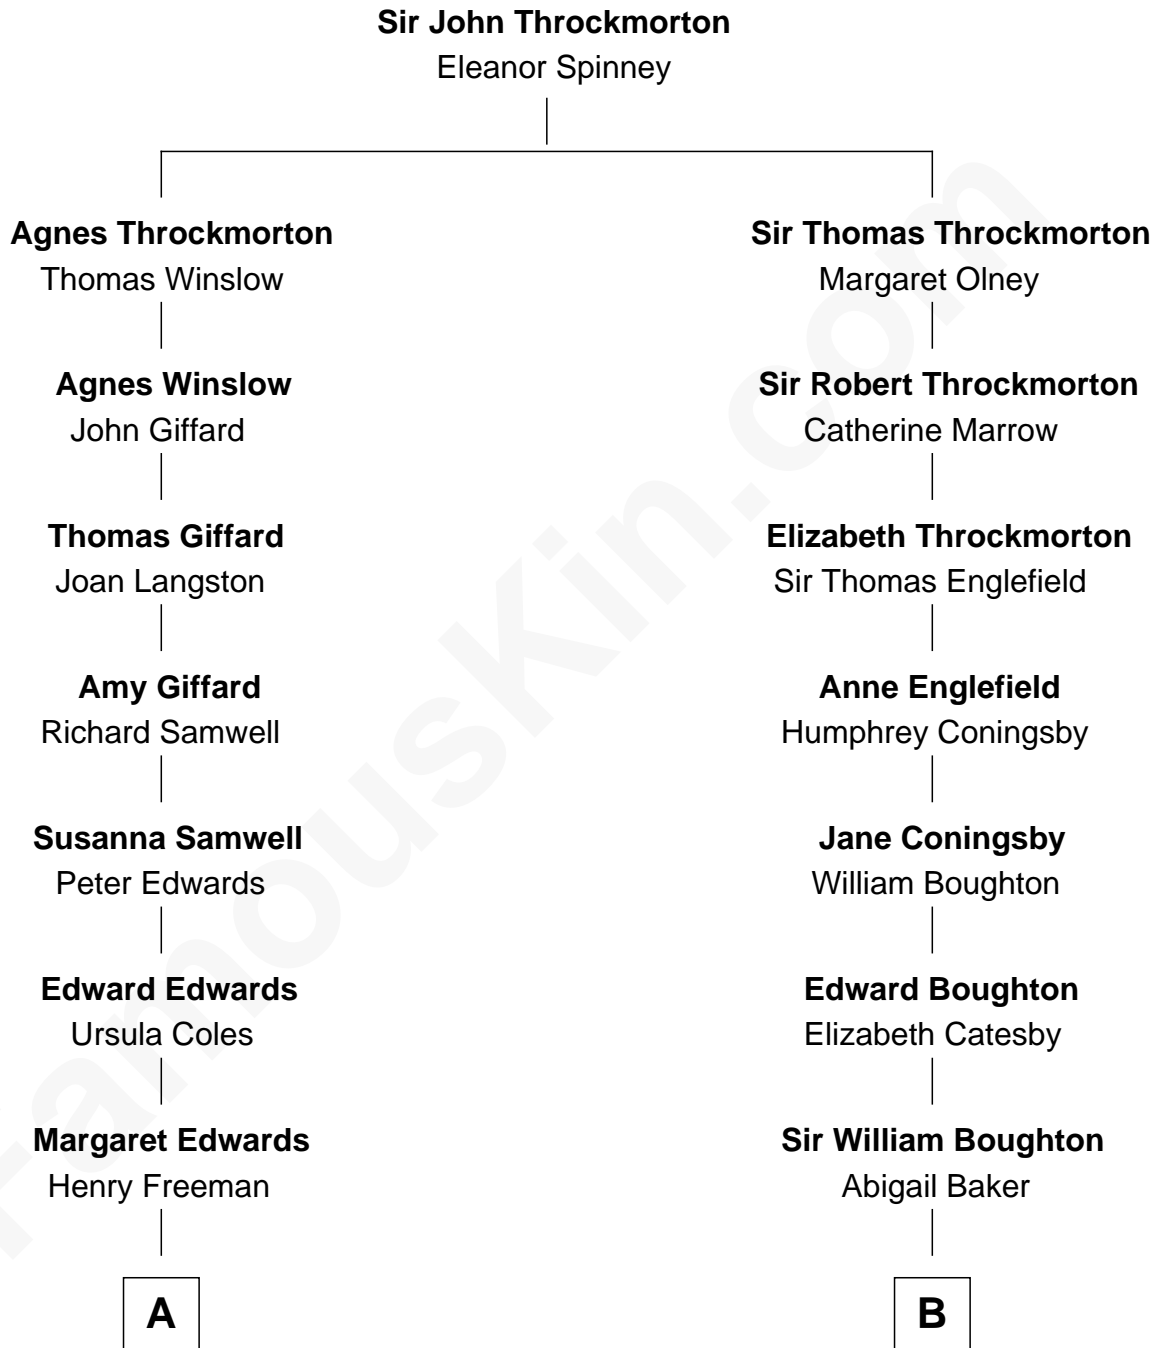 Sir John Throckmorton
Eleanor Spinney
Agnes Throckmorton
Thomas Winslow
Sir Thomas Throckmorton
Margaret Olney
Agnes Winslow
John Giffard
Sir Robert Throckmorton
Catherine Marrow
Thomas Giffard
Joan Langston
Elizabeth Throckmorton
Sir Thomas Englefield
Amy Giffard
Richard Samwell
Anne Englefield
Humphrey Coningsby
Susanna Samwell
Peter Edwards
Jane Coningsby
William Boughton
Edward Edwards
Ursula Coles
Edward Boughton
Elizabeth Catesby
Margaret Edwards
Henry Freeman
Sir William Boughton
Abigail Baker
A
B
FamousKin.com